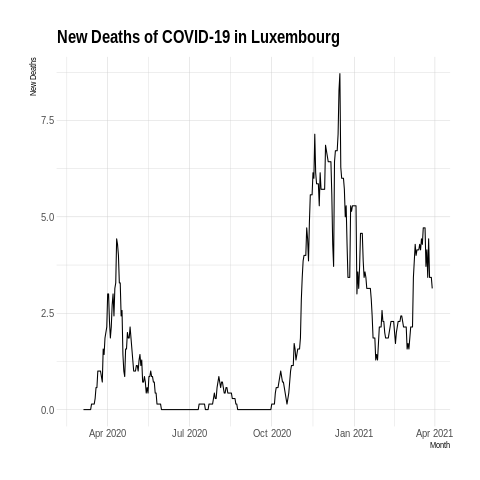 New Deaths of COVID-19 in Luxembourg
New Deaths
7.5
5.0
2.5
0.0
Apr 2020 Jul 2020 Oct 2020 Jan 2021 Apr 2021
Month